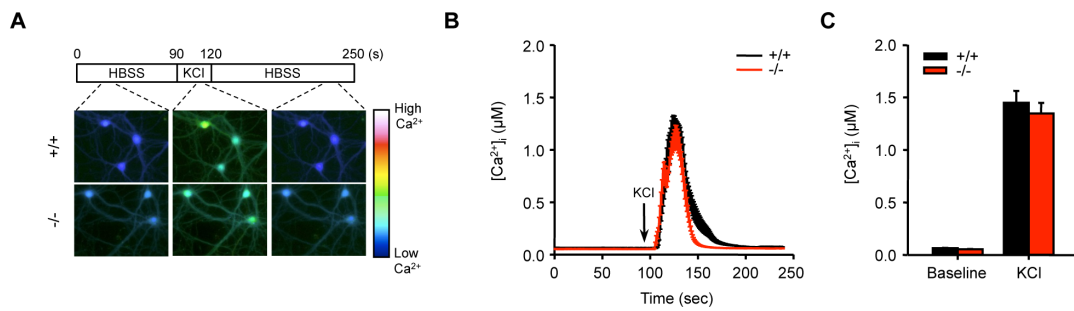 A
0 90 120 250 (s)
HBSS KCl HBSS
+/+
-/-
High
Ca²⁺
Low
Ca²⁺
B
[Ca²⁺]ᵢ (µM)
2.0
1.5
1.0
0.5
0.0
+/+
-/-
KCl
0 50 100 150 200 250
Time (sec)
C
[Ca²⁺]ᵢ (µM)
2.0
1.5
1.0
0.5
0.0
+/+
-/-
Baseline KCl